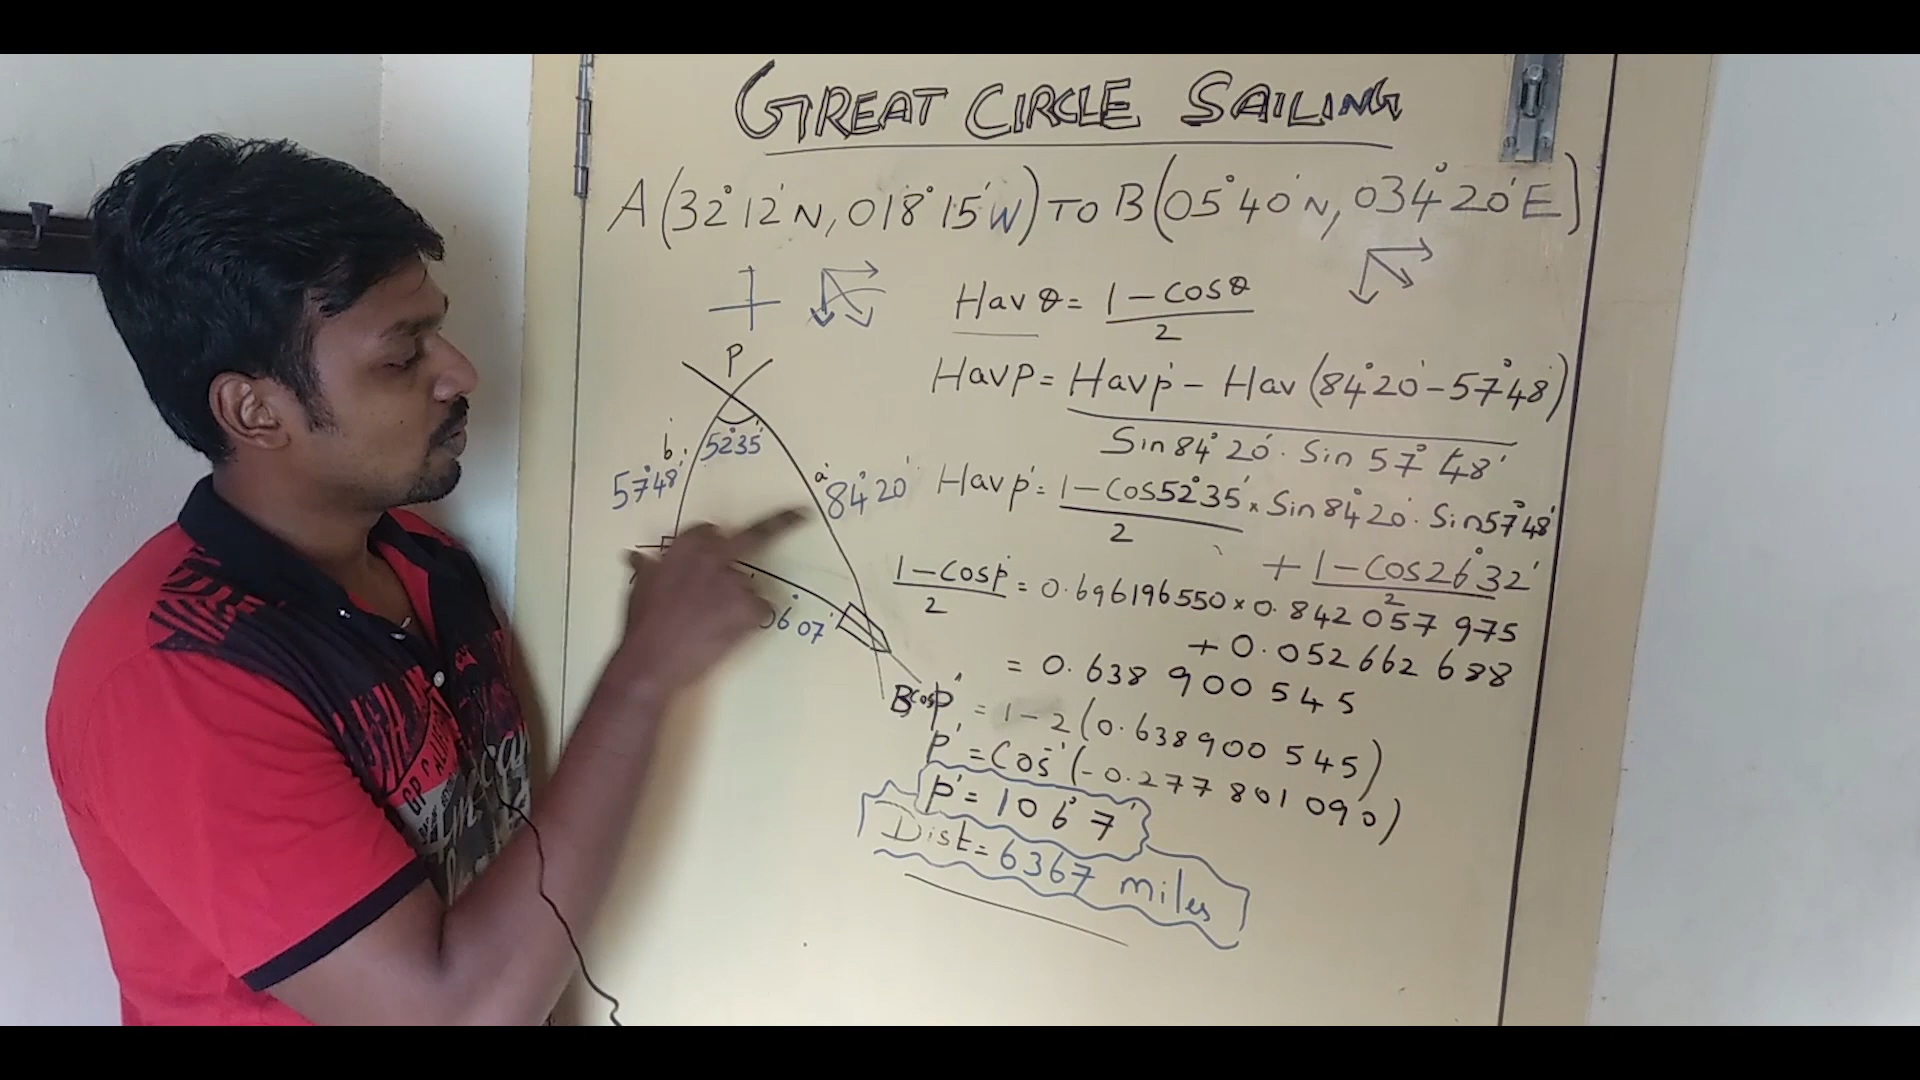 GREAT CIRCLE SAILING
A (32°12'N, 018°15'W) TO B (05°40'N, 034°20'E)
Hav θ = 1 - Cos θ / 2
P
Hav P = Hav p' - Hav (84°20' - 57°48') / Sin 84°20' . Sin 57°48'
b'
52°35'
57°48'
a'
84°20'
Hav p' = 1 - Cos 52°35' / 2 × Sin 84°20' . Sin 57°48'
+ 1 - Cos 26°32' / 2
1 - Cos p' / 2 = 0.696196550 × 0.842057975
+ 0.052662688
06°07'
= 0.638900545
B
Cos p' = 1 - 2 (0.638900545)
p' = Cos⁻¹ (-0.277801090)
p' = 106°7'
Dist = 6367 miles
GP CALIF